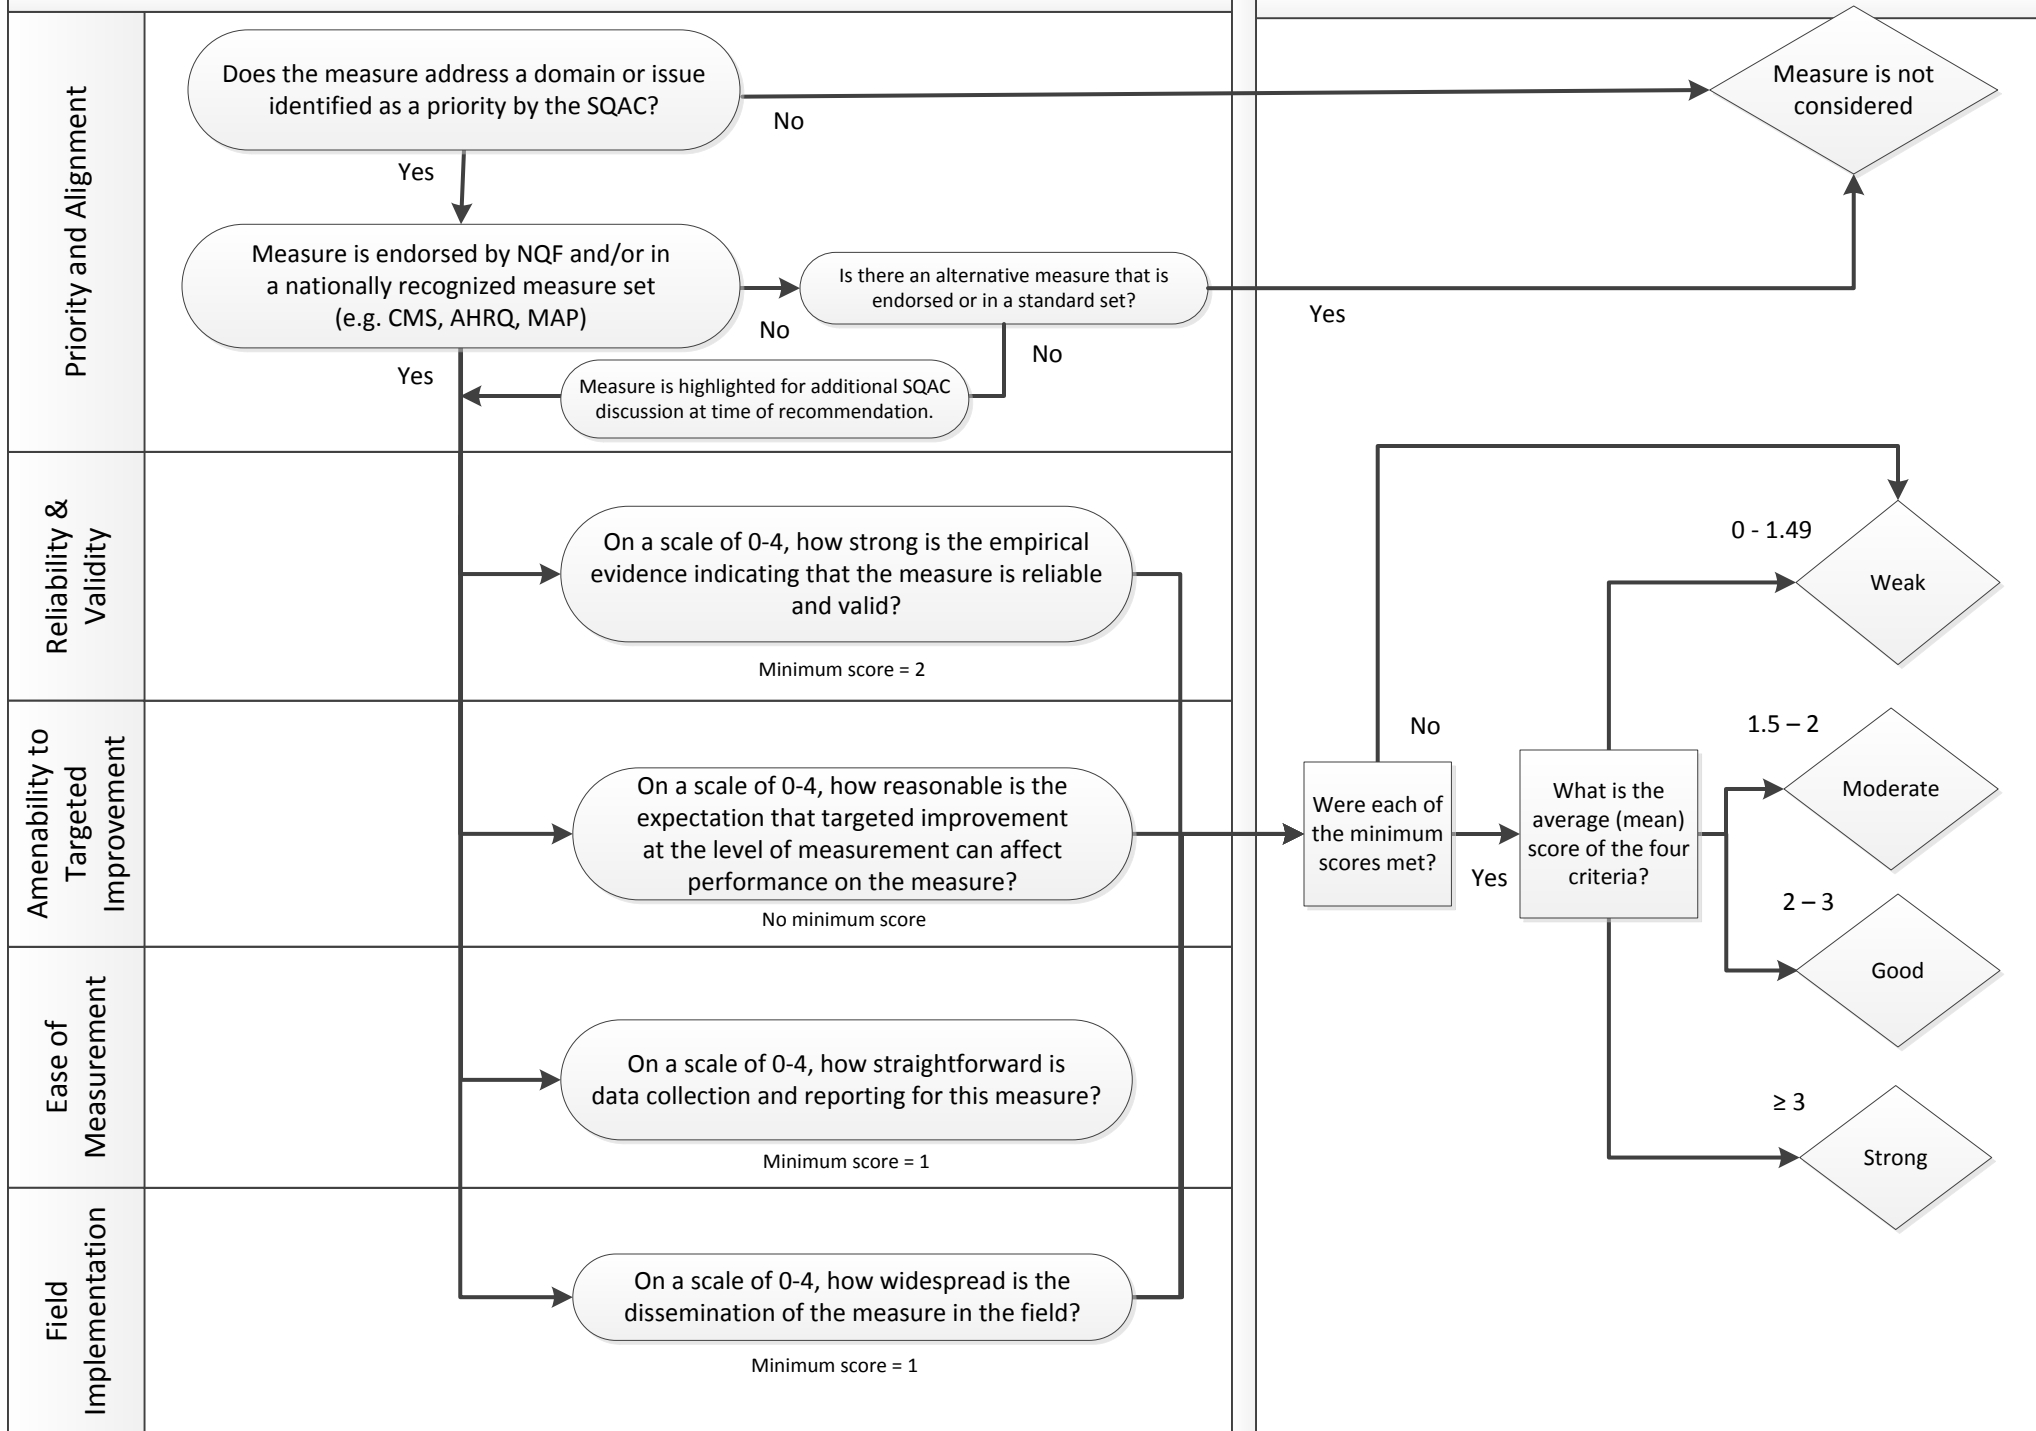 Priority and Alignment
Does the measure address a domain or issue
identified as a priority by the SQAC?
No
Measure is not
considered
Yes
Measure is endorsed by NQF and/or in
a nationally recognized measure set
(e.g. CMS, AHRQ, MAP)
No
Is there an alternative measure that is
endorsed or in a standard set?
Yes
No
Yes
Measure is highlighted for additional SQAC
discussion at time of recommendation.
Reliability &
Validity
On a scale of 0-4, how strong is the empirical
evidence indicating that the measure is reliable
and valid?
Minimum score = 2
Amenability to
Targeted
Improvement
On a scale of 0-4, how reasonable is the
expectation that targeted improvement
at the level of measurement can affect
performance on the measure?
No minimum score
Ease of
Measurement
On a scale of 0-4, how straightforward is
data collection and reporting for this measure?
Minimum score = 1
Field
Implementation
On a scale of 0-4, how widespread is the
dissemination of the measure in the field?
Minimum score = 1
Were each of
the minimum
scores met?
No
Yes
What is the
average (mean)
score of the four
criteria?
0 - 1.49
Weak
1.5 – 2
Moderate
2 – 3
Good
≥ 3
Strong